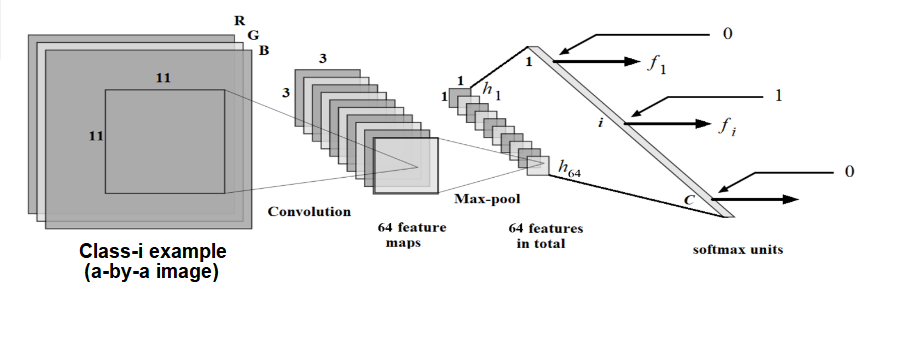 R
G
B
11
11
3
3
1
1
h1
h64
1
i
C
0
f1
1
fi
0
Convolution
Max-pool
64 feature
maps
64 features
in total
softmax units
Class-i example
(a-by-a image)